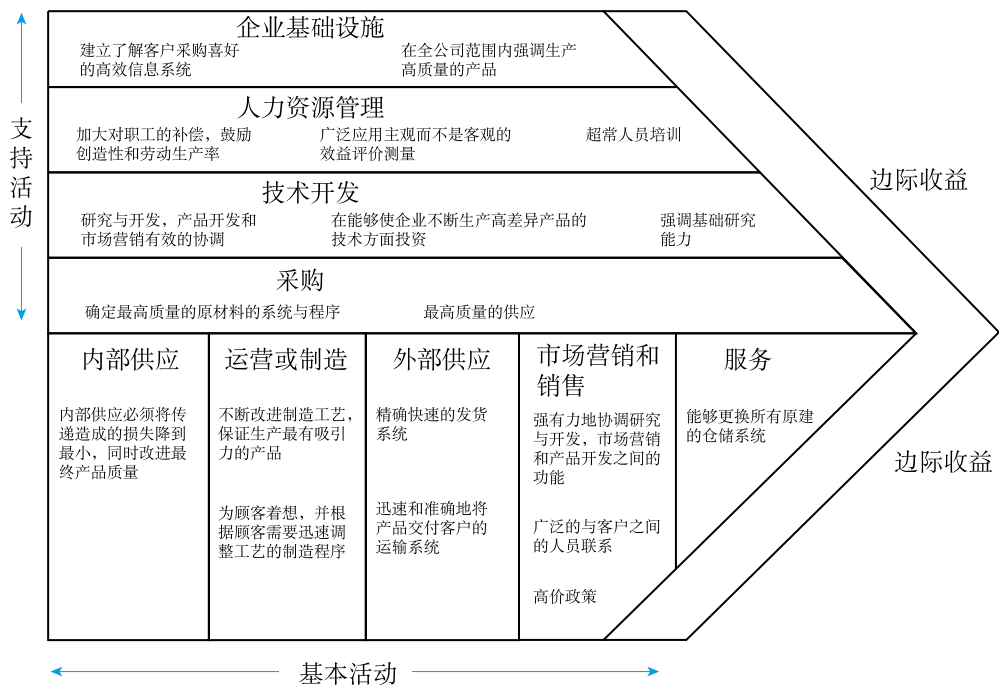 企业基础设施
建立了解客户采购喜好
的高效信息系统
在全公司范围内强调生产
高质量的产品
人力资源管理
加大对职工的补偿，鼓励
创造性和劳动生产率
广泛应用主观而不是客观的
效益评价测量
超常人员培训
技术开发
研究与开发，产品开发和
市场营销有效的协调
在能够使企业不断生产高差异产品的
技术方面投资
强调基础研究
能力
采购
确定最高质量的原材料的系统与程序
最高质量的供应
支持活动
边际收益
内部供应
内部供应必须将传
递造成的损失降到
最小，同时改进最
终产品质量
运营或制造
不断改进制造工艺，
保证生产最有吸引
力的产品
为顾客着想，并根
据顾客需要迅速调
整工艺的制造程序
外部供应
精确快速的发货
系统
迅速和准确地将
产品交付客户的
运输系统
市场营销和
销售
强有力地协调研究
与开发，市场营销
和产品开发之间的
功能
广泛的与客户之间
的人员联系
高价政策
服务
能够更换所有原建
的仓储系统
边际收益
基本活动